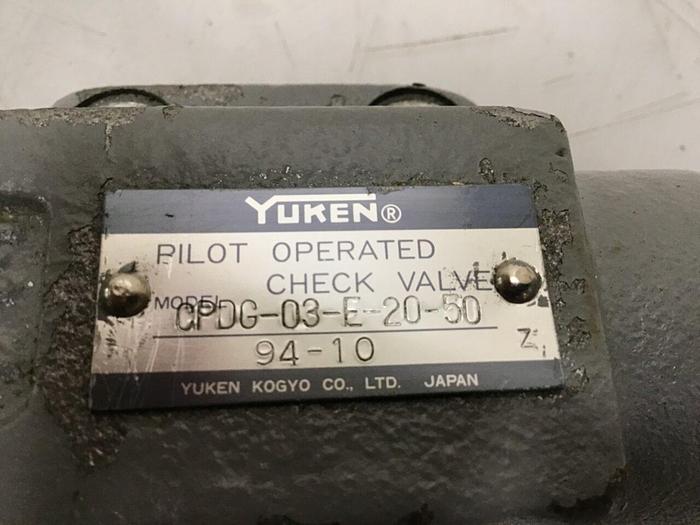 YUKEN®
PILOT OPERATED
CHECK VALVE
MODEL CPDG-03-E-20-50
94-10 Z
YUKEN KOGYO CO., LTD. JAPAN